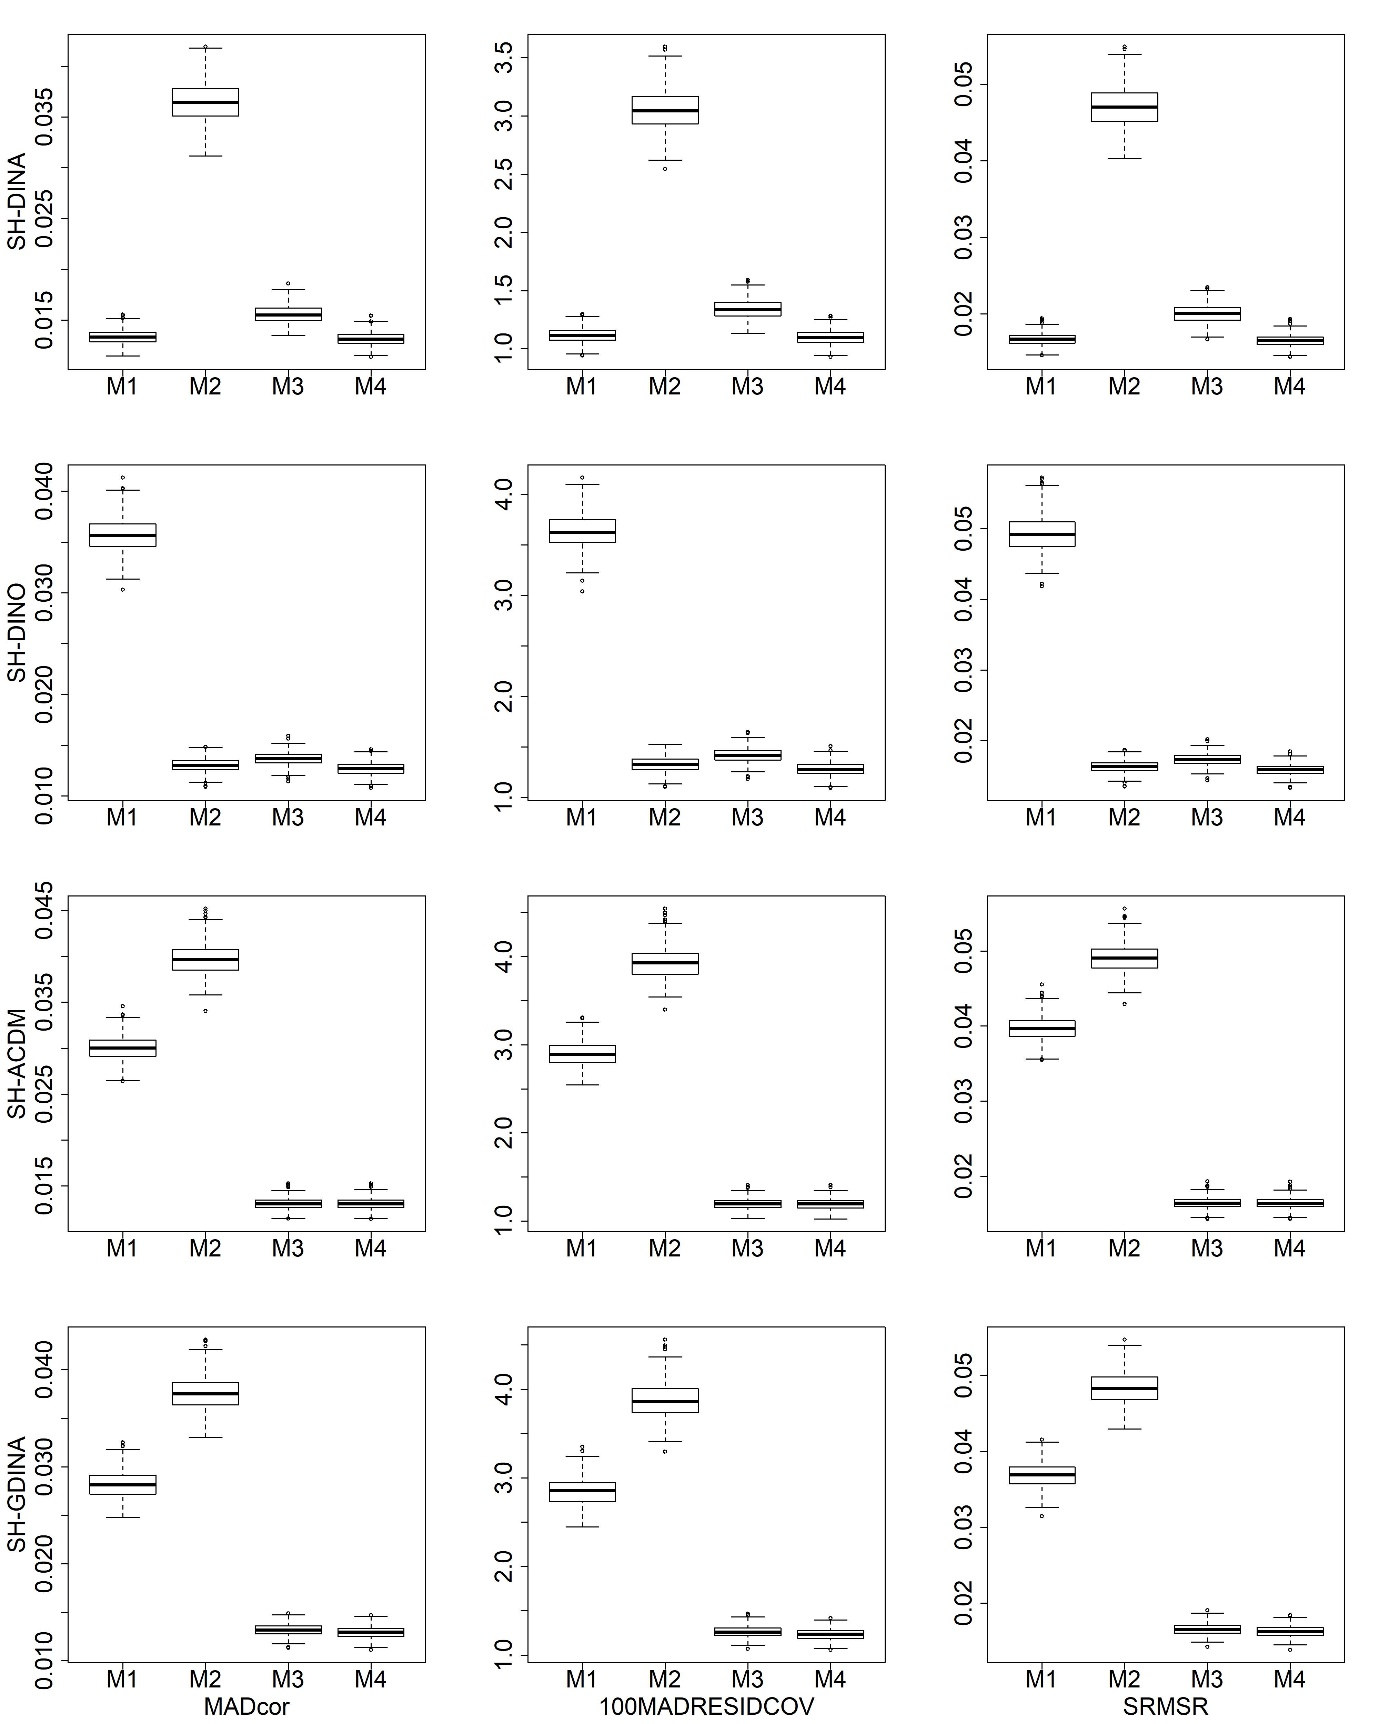 SH-DINA
0.015 0.025 0.035
M1 M2 M3 M4
1.0 1.5 2.0 2.5 3.0 3.5
M1 M2 M3 M4
0.02 0.03 0.04 0.05
M1 M2 M3 M4
SH-DINO
0.010 0.020 0.030 0.040
M1 M2 M3 M4
1.0 2.0 3.0 4.0
M1 M2 M3 M4
0.02 0.03 0.04 0.05
M1 M2 M3 M4
SH-ACDM
0.015 0.025 0.035 0.045
M1 M2 M3 M4
1.0 2.0 3.0 4.0
M1 M2 M3 M4
0.02 0.03 0.04 0.05
M1 M2 M3 M4
SH-GDINA
0.010 0.020 0.030 0.040
M1 M2 M3 M4
MADcor
1.0 2.0 3.0 4.0
M1 M2 M3 M4
100MADRESIDCOV
0.02 0.03 0.04 0.05
M1 M2 M3 M4
SRMSR